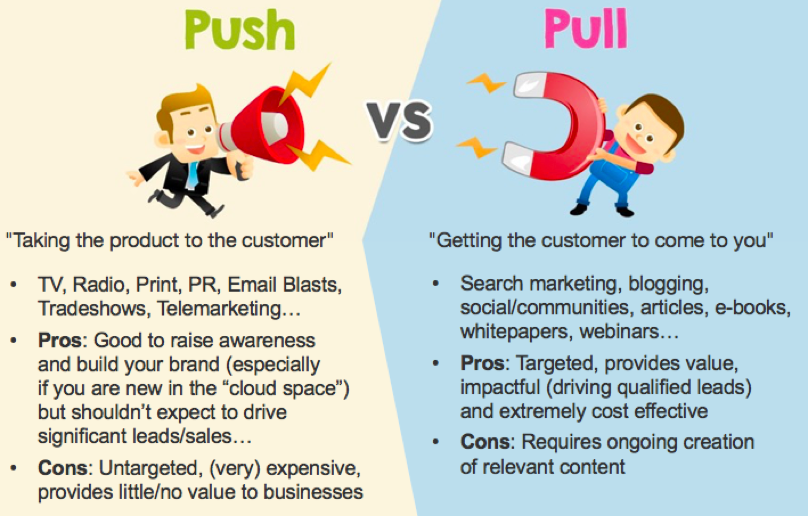 Push
vs
Pull
"Taking the product to the customer"
• TV, Radio, Print, PR, Email Blasts,
Tradeshows, Telemarketing…
• Pros: Good to raise awareness
and build your brand (especially
if you are new in the “cloud space”)
but shouldn’t expect to drive
significant leads/sales…
• Cons: Untargeted, (very) expensive,
provides little/no value to businesses
"Getting the customer to come to you"
• Search marketing, blogging,
social/communities, articles, e-books,
whitepapers, webinars…
• Pros: Targeted, provides value,
impactful (driving qualified leads)
and extremely cost effective
• Cons: Requires ongoing creation
of relevant content